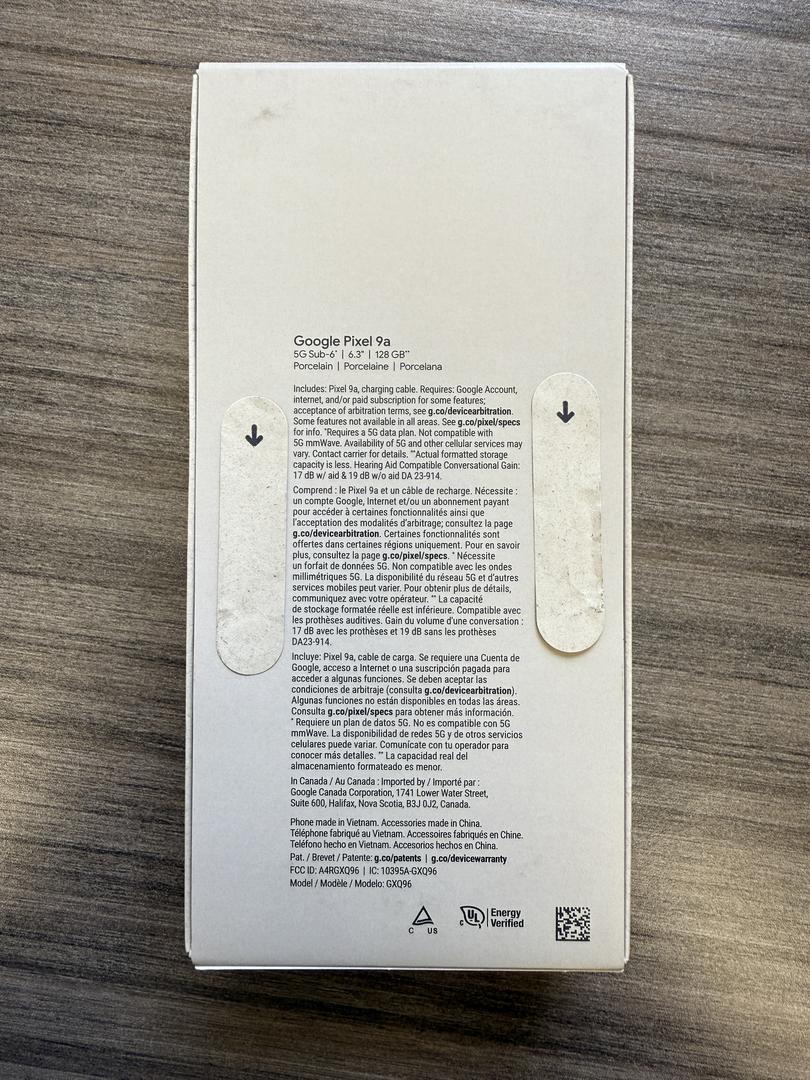 Google Pixel 9a
5G Sub-6* | 6.3" | 128 GB**
Porcelain | Porcelaine | Porcelana
Includes: Pixel 9a, charging cable. Requires: Google Account,
internet, and/or paid subscription for some features;
acceptance of arbitration terms, see g.co/devicearbitration.
Some features not available in all areas. See g.co/pixel/specs
for info. *Requires a 5G data plan. Not compatible with
5G mmWave. Availability of 5G and other cellular services may
vary. Contact carrier for details. **Actual formatted storage
capacity is less. Hearing Aid Compatible Conversational Gain:
17 dB w/ aid & 19 dB w/o aid DA 23-914.
Comprend : le Pixel 9a et un câble de recharge. Nécessite :
un compte Google, Internet et/ou un abonnement payant
pour accéder à certaines fonctionnalités ainsi que
l'acceptation des modalités d'arbitrage; consultez la page
g.co/devicearbitration. Certaines fonctionnalités sont
offertes dans certaines régions uniquement. Pour en savoir
plus, consultez la page g.co/pixel/specs. * Nécessite
un forfait de données 5G. Non compatible avec les ondes
millimétriques 5G. La disponibilité du réseau 5G et d'autres
services mobiles peut varier. Pour obtenir plus de détails,
communiquez avec votre opérateur. ** La capacité
de stockage formatée réelle est inférieure. Compatible avec
les prothèses auditives. Gain du volume d'une conversation :
17 dB avec les prothèses et 19 dB sans les prothèses
DA23-914.
Incluye: Pixel 9a, cable de carga. Se requiere una Cuenta de
Google, acceso a Internet o una suscripción pagada para
acceder a algunas funciones. Se deben aceptar las
condiciones de arbitraje (consulta g.co/devicearbitration).
Algunas funciones no están disponibles en todas las áreas.
Consulta g.co/pixel/specs para obtener más información.
* Requiere un plan de datos 5G. No es compatible con 5G
mmWave. La disponibilidad de redes 5G y de otros servicios
celulares puede variar. Comunícate con tu operador para
conocer más detalles. ** La capacidad real del
almacenamiento formateado es menor.
In Canada / Au Canada : Imported by / Importé par :
Google Canada Corporation, 1741 Lower Water Street,
Suite 600, Halifax, Nova Scotia, B3J 0J2, Canada.
Phone made in Vietnam. Accessories made in China.
Téléphone fabriqué au Vietnam. Accessoires fabriqués en Chine.
Teléfono hecho en Vietnam. Accesorios hechos en China.
Pat. / Brevet / Patente: g.co/patents | g.co/devicewarranty
FCC ID: A4RGXQ96 | IC: 10395A-GXQ96
Model / Modèle / Modelo: GXQ96
C US
C UL Energy
Verified